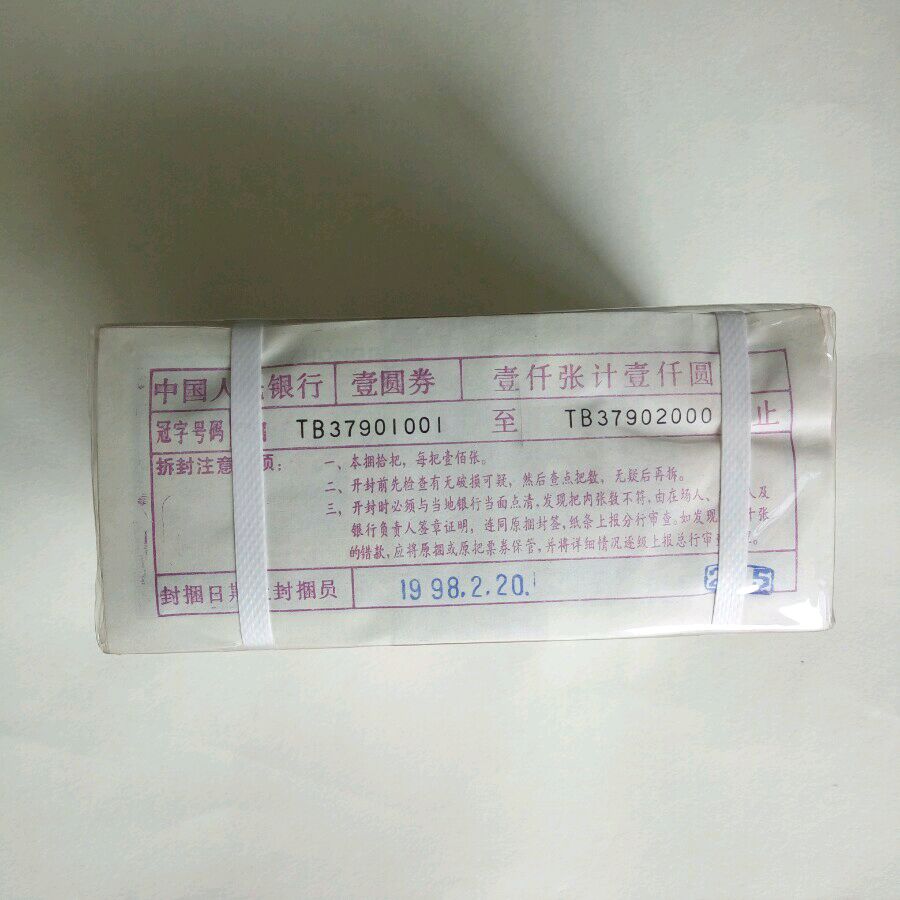 中国人 银行 壹圆券 壹仟张计壹仟圆
冠字号码 TB37901001 至 TB37902000 止
拆封注意 项： 一、本捆拾把，每把壹佰张。
二、开封前先检查有无破损可疑，然后查点把数，无疑后再拆。
三、开封时必须与当地银行当面点清，发现把内张数不符，由在场人、 人及
银行负责人签章证明，连同原捆封签，纸条上报分行审查。如发现 计张
的错款，应将原捆或原把票券保管，并将详细情况逐级上报总行审 。
封捆日期 封捆员 1998.2.20.